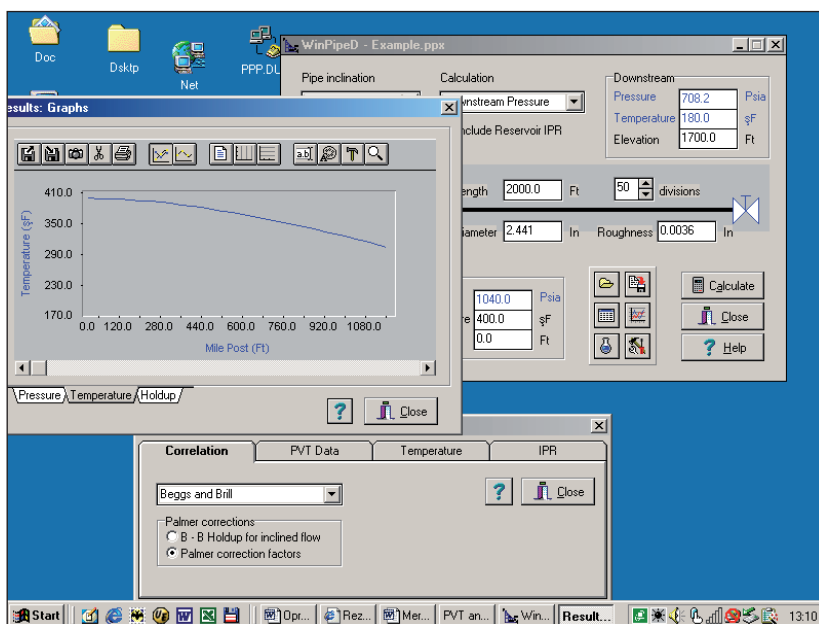 Doc
Dsktp
Net
PPP.DU
WinPipeD - Example.ppx
Pipe inclination
Calculation
wnstream Pressure
nclude Reservoir IPR
Downstream
Pressure 708.2 Psia
Temperature 180.0 şF
Elevation 1700.0 Ft
ength 2000.0 Ft 50 divisions
iameter 2.441 In Roughness 0.0036 In
1040.0 Psia
e 400.0 şF
0.0 Ft
Calculate
Close
? Help
esults: Graphs
a.b
410.0
350.0
290.0
230.0
170.0
Temperature (şF)
0.0 120.0 280.0 440.0 600.0 760.0 920.0 1080.0
Mile Post (Ft)
Pressure Temperature Holdup
? Close
Correlation PVT Data Temperature IPR
Beggs and Brill
? Close
Palmer corrections
B - B Holdup for inclined flow
Palmer correction factors
Start Opr... Rez... Mer... PVT an... Win... Result... 13:10